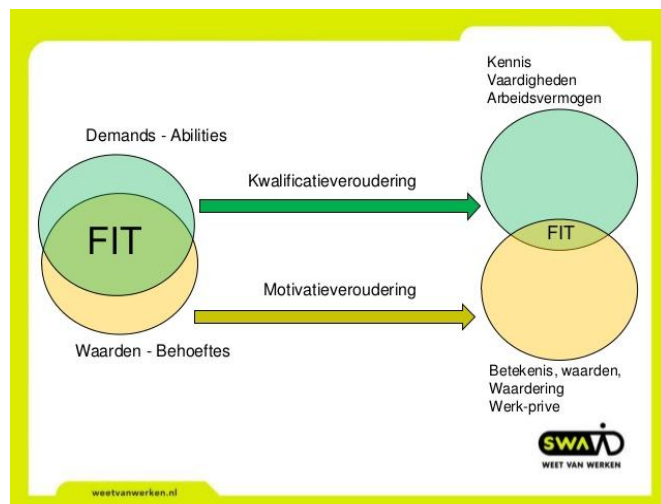 Kennis
Vaardigheden
Arbeidsvermogen
Demands - Abilities
Kwalificatieveroudering
FIT
FIT
Motivatieveroudering
Waarden - Behoeftes
Betekenis, waarden,
Waardering
Werk-prive
SWA
WEET VAN WERKEN
weetvanwerken.nl